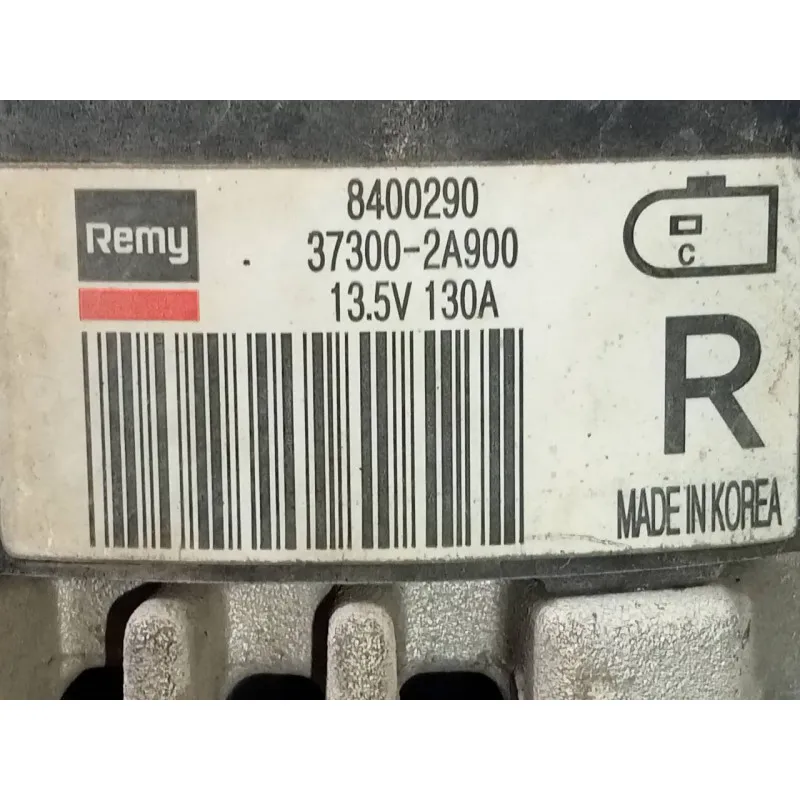 Remy
8400290
37300-2A900
13.5V 130A
C
R
MADE IN KOREA